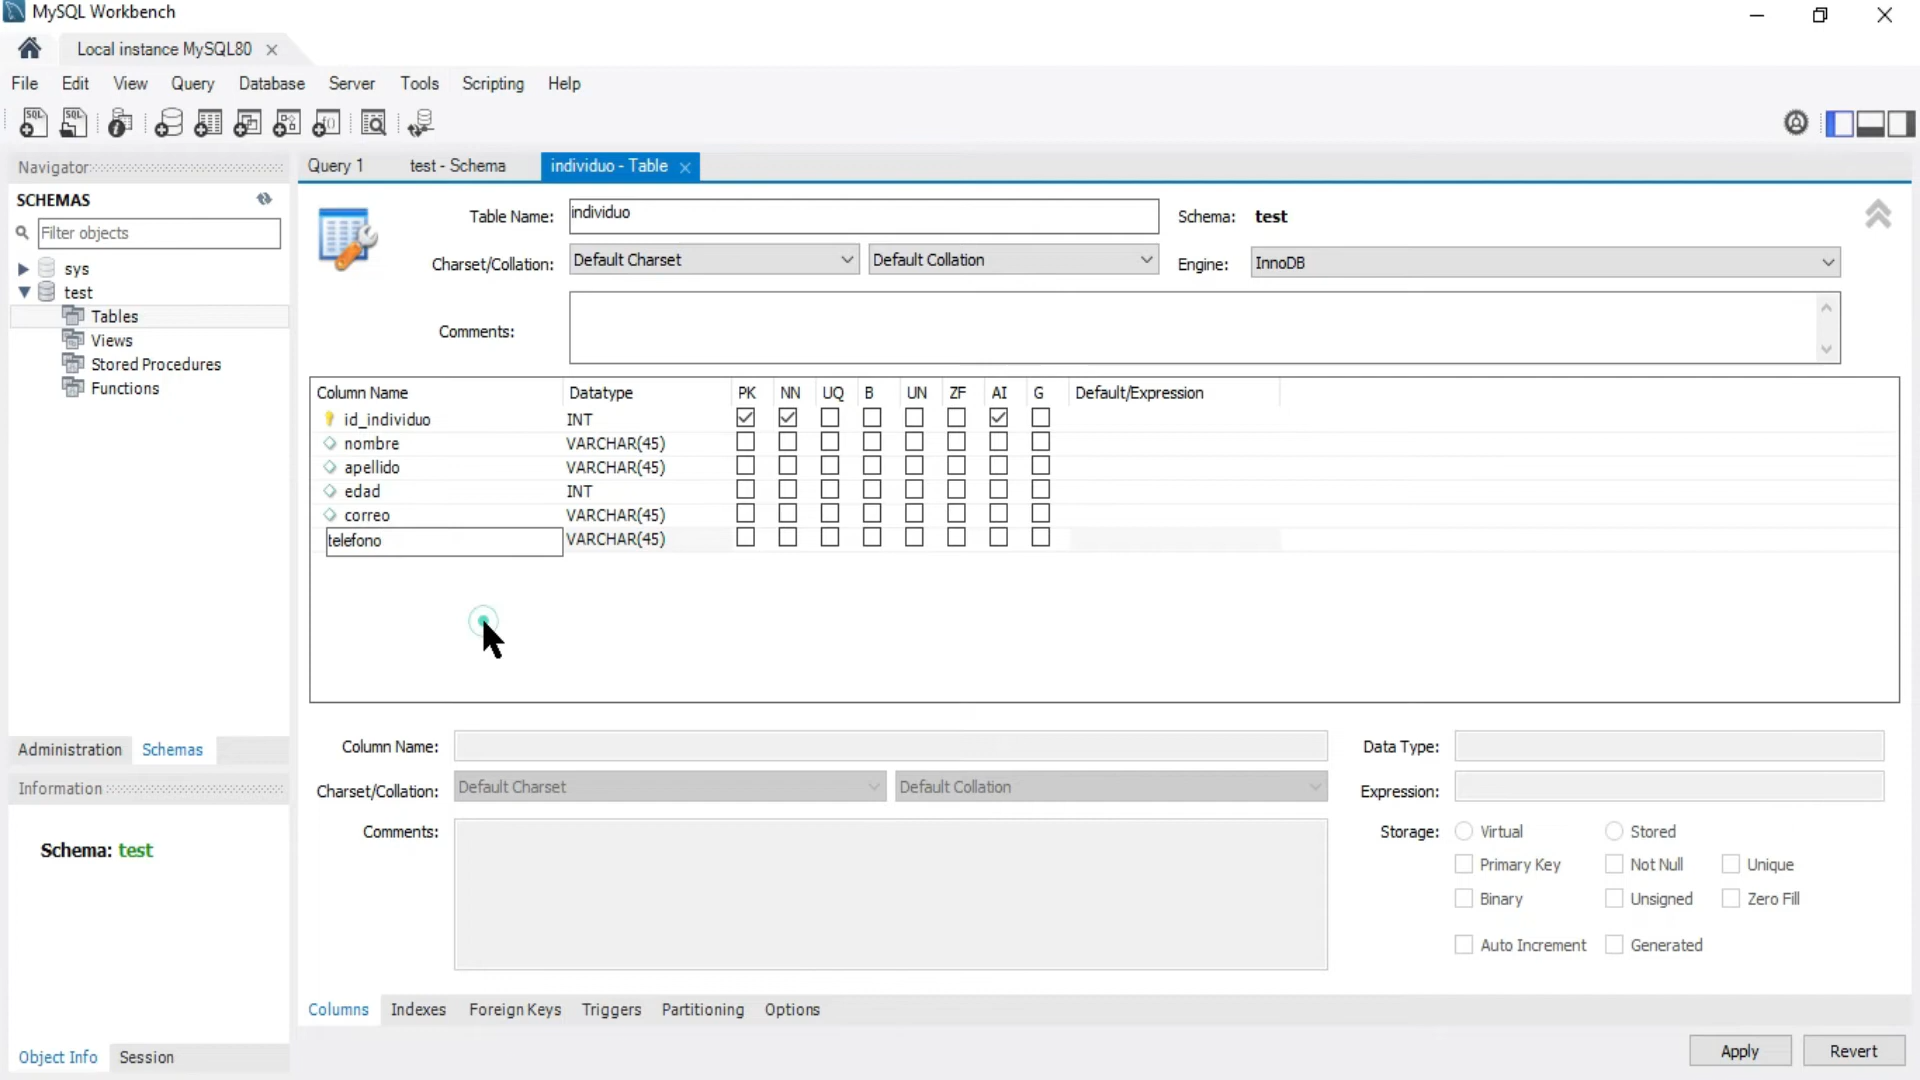 MySQL Workbench
Local instance MySQL80
File Edit View Query Database Server Tools Scripting Help
Navigator
SCHEMAS
Filter objects
sys
test
Tables
Views
Stored Procedures
Functions
Administration Schemas
Information
Schema: test
Object Info Session
Query 1 test - Schema individuo - Table
Table Name: individuo Schema: test
Charset/Collation: Default Charset Default Collation Engine: InnoDB
Comments:
Column Name Datatype PK NN UQ B UN ZF AI G Default/Expression
id_individuo INT
nombre VARCHAR(45)
apellido VARCHAR(45)
edad INT
correo VARCHAR(45)
telefono VARCHAR(45)
Column Name: Data Type:
Charset/Collation: Default Charset Default Collation Expression:
Comments: Storage: Virtual Stored
Primary Key Not Null Unique
Binary Unsigned Zero Fill
Auto Increment Generated
Columns Indexes Foreign Keys Triggers Partitioning Options
Apply Revert